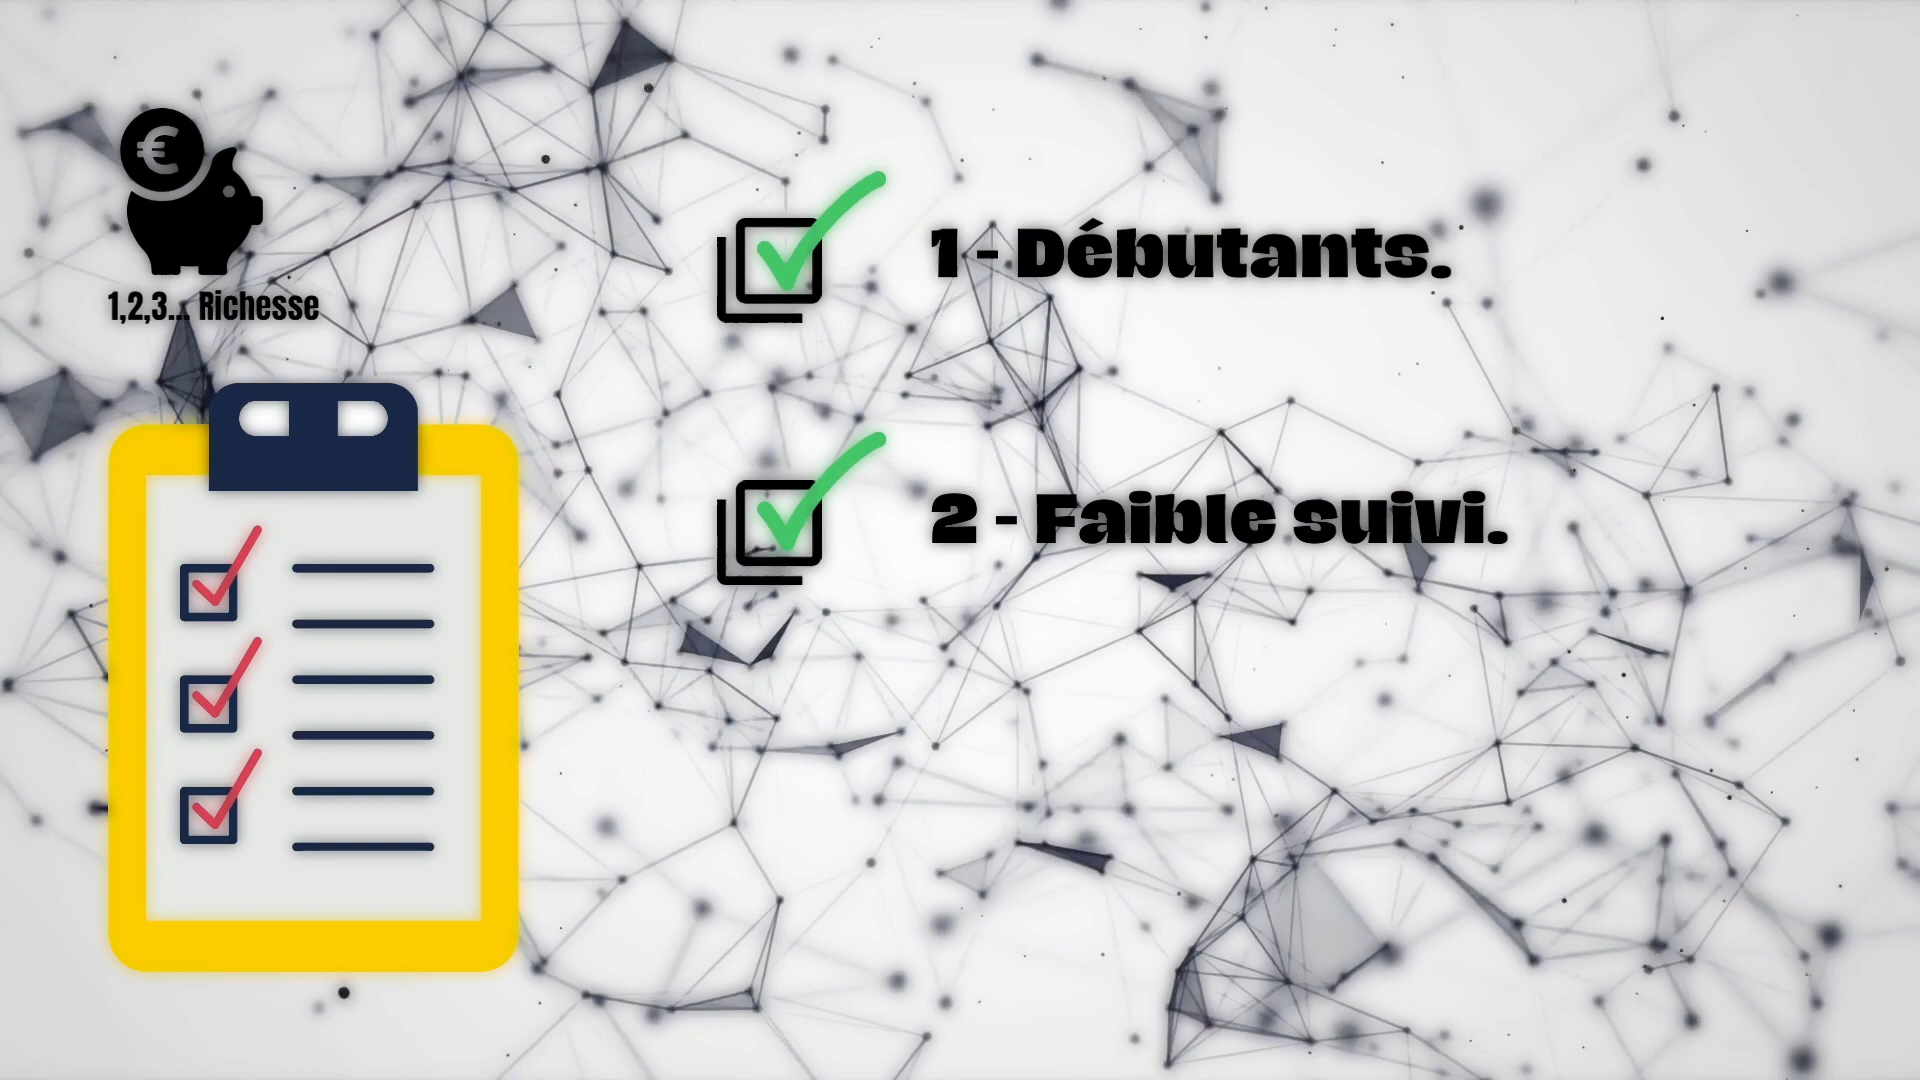 €
1,2,3... Richesse
1 - Débutants.
2 - Faible suivi.